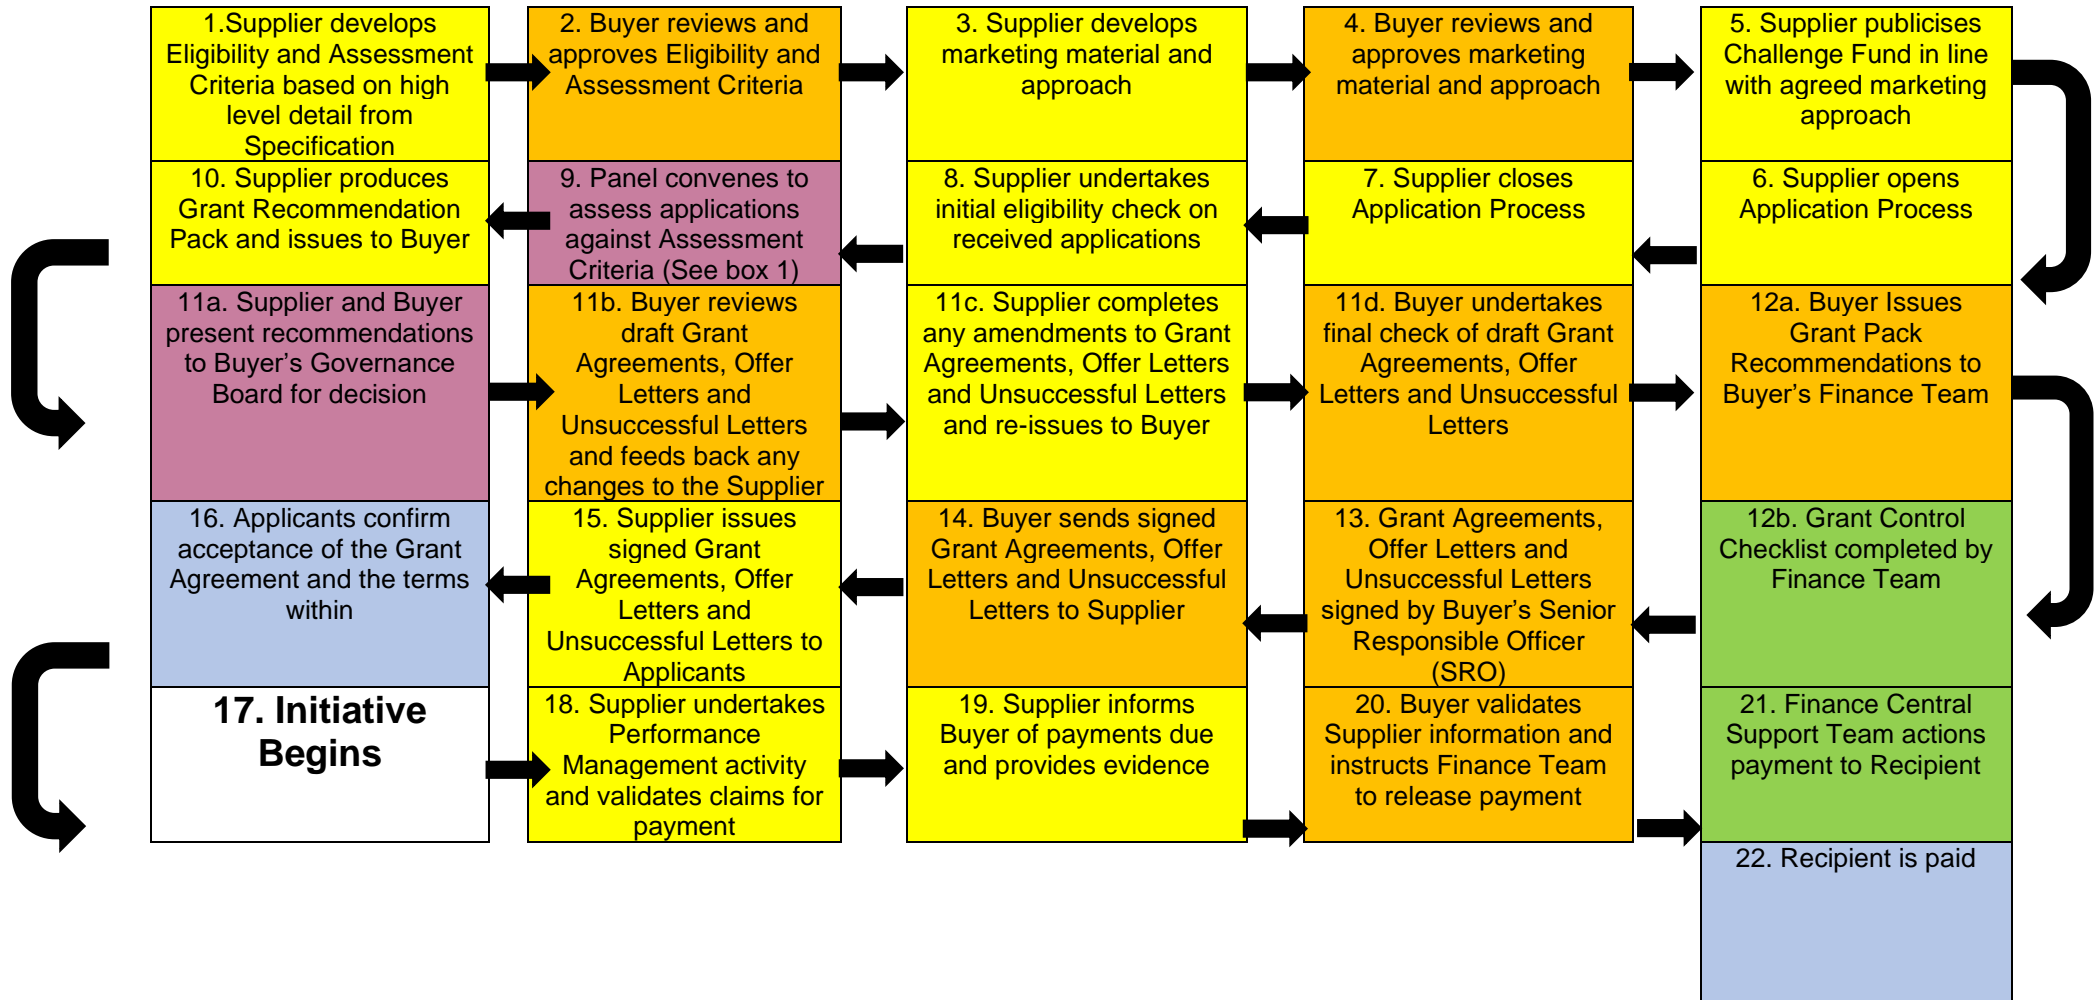 1.Supplier develops
Eligibility and Assessment
Criteria based on high
level detail from
Specification
2. Buyer reviews and
approves Eligibility and
Assessment Criteria
3. Supplier develops
marketing material and
approach
4. Buyer reviews and
approves marketing
material and approach
5. Supplier publicises
Challenge Fund in line
with agreed marketing
approach
10. Supplier produces
Grant Recommendation
Pack and issues to Buyer
9. Panel convenes to
assess applications
against Assessment
Criteria (See box 1)
8. Supplier undertakes
initial eligibility check on
received applications
7. Supplier closes
Application Process
6. Supplier opens
Application Process
11a. Supplier and Buyer
present recommendations
to Buyer’s Governance
Board for decision
11b. Buyer reviews
draft Grant
Agreements, Offer
Letters and
Unsuccessful Letters
and feeds back any
changes to the Supplier
11c. Supplier completes
any amendments to Grant
Agreements, Offer Letters
and Unsuccessful Letters
and re-issues to Buyer
11d. Buyer undertakes
final check of draft Grant
Agreements, Offer
Letters and Unsuccessful
Letters
12a. Buyer Issues
Grant Pack
Recommendations to
Buyer’s Finance Team
16. Applicants confirm
acceptance of the Grant
Agreement and the terms
within
15. Supplier issues
signed Grant
Agreements, Offer
Letters and
Unsuccessful Letters to
Applicants
14. Buyer sends signed
Grant Agreements, Offer
Letters and Unsuccessful
Letters to Supplier
13. Grant Agreements,
Offer Letters and
Unsuccessful Letters
signed by Buyer’s Senior
Responsible Officer
(SRO)
12b. Grant Control
Checklist completed by
Finance Team
17. Initiative
Begins
18. Supplier undertakes
Performance
Management activity
and validates claims for
payment
19. Supplier informs
Buyer of payments due
and provides evidence
20. Buyer validates
Supplier information and
instructs Finance Team
to release payment
21. Finance Central
Support Team actions
payment to Recipient
22. Recipient is paid